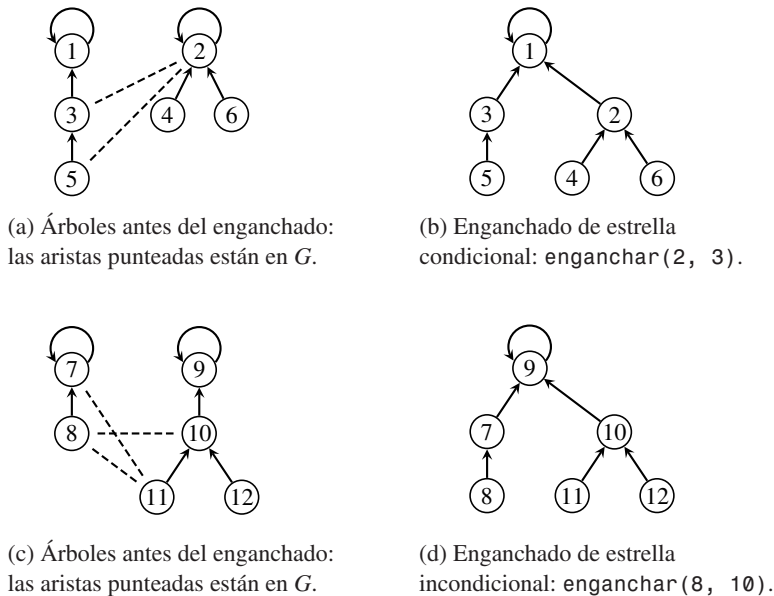 1 2
3 4 6
5
1
3 2
5 4 6
(a) Árboles antes del enganchado:
las aristas punteadas están en G.
(b) Enganchado de estrella
condicional: enganchar(2, 3).
7 9
8 10
11 12
9
7 10
8 11 12
(c) Árboles antes del enganchado:
las aristas punteadas están en G.
(d) Enganchado de estrella
incondicional: enganchar(8, 10).